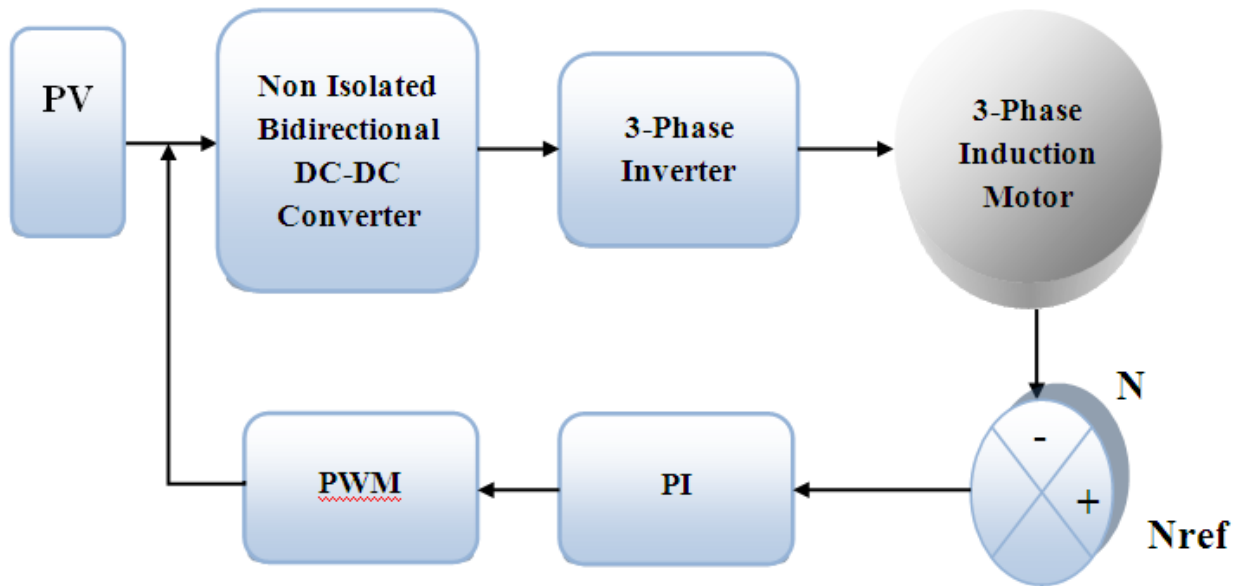 PV
Non Isolated
Bidirectional
DC-DC
Converter
3-Phase
Inverter
3-Phase
Induction
Motor
N
-
+
Nref
PI
PWM